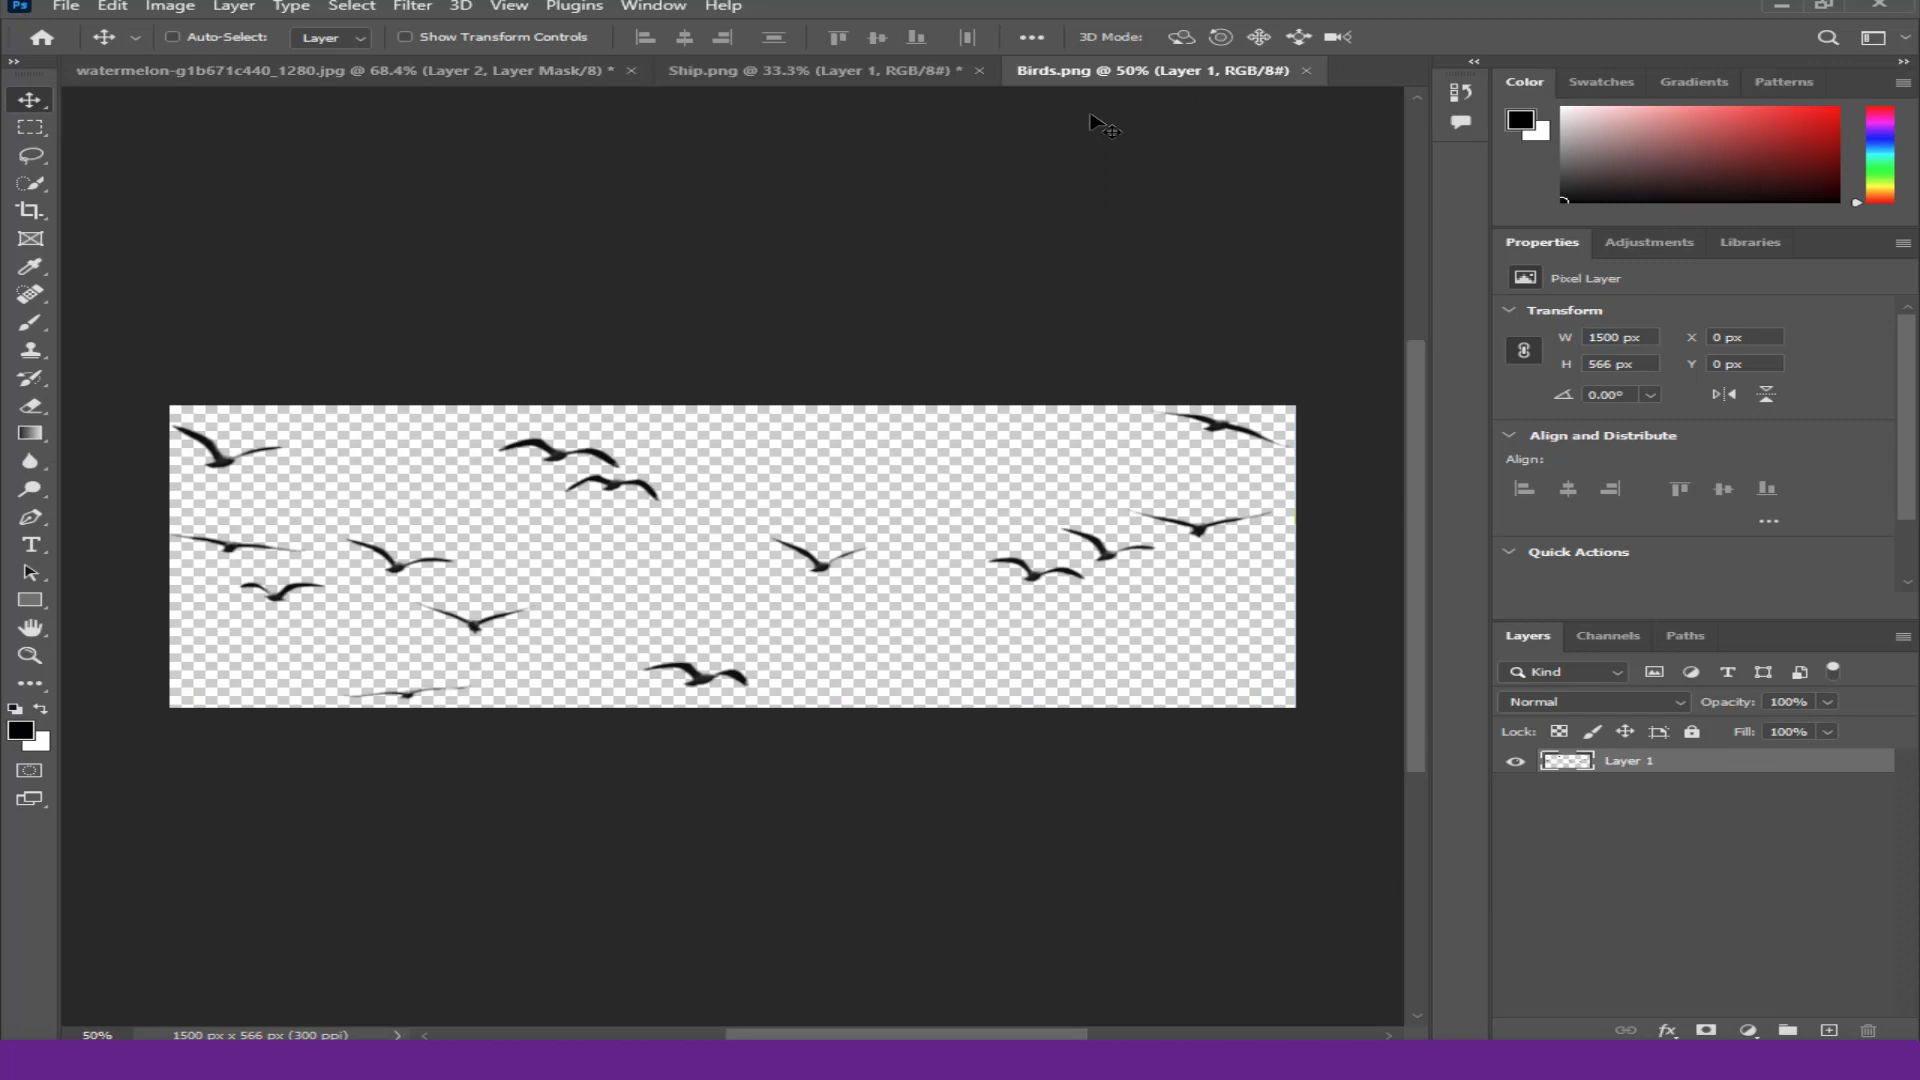 Ps File Edit Image Layer Type Select Filter 3D View Plugins Window Help
Auto-Select: Layer Show Transform Controls 3D Mode:
watermelon-g1b671c440_1280.jpg @ 68.4% (Layer 2, Layer Mask/8) * Ship.png @ 33.3% (Layer 1, RGB/8#) * Birds.png @ 50% (Layer 1, RGB/8#)
Color Swatches Gradients Patterns
Properties Adjustments Libraries
Pixel Layer
Transform
W 1500 px X 0 px
H 566 px Y 0 px
0.00°
Align and Distribute
Align:
Quick Actions
Layers Channels Paths
Kind
Normal Opacity: 100%
Lock: Fill: 100%
Layer 1
50% 1500 px x 566 px (300 ppi)